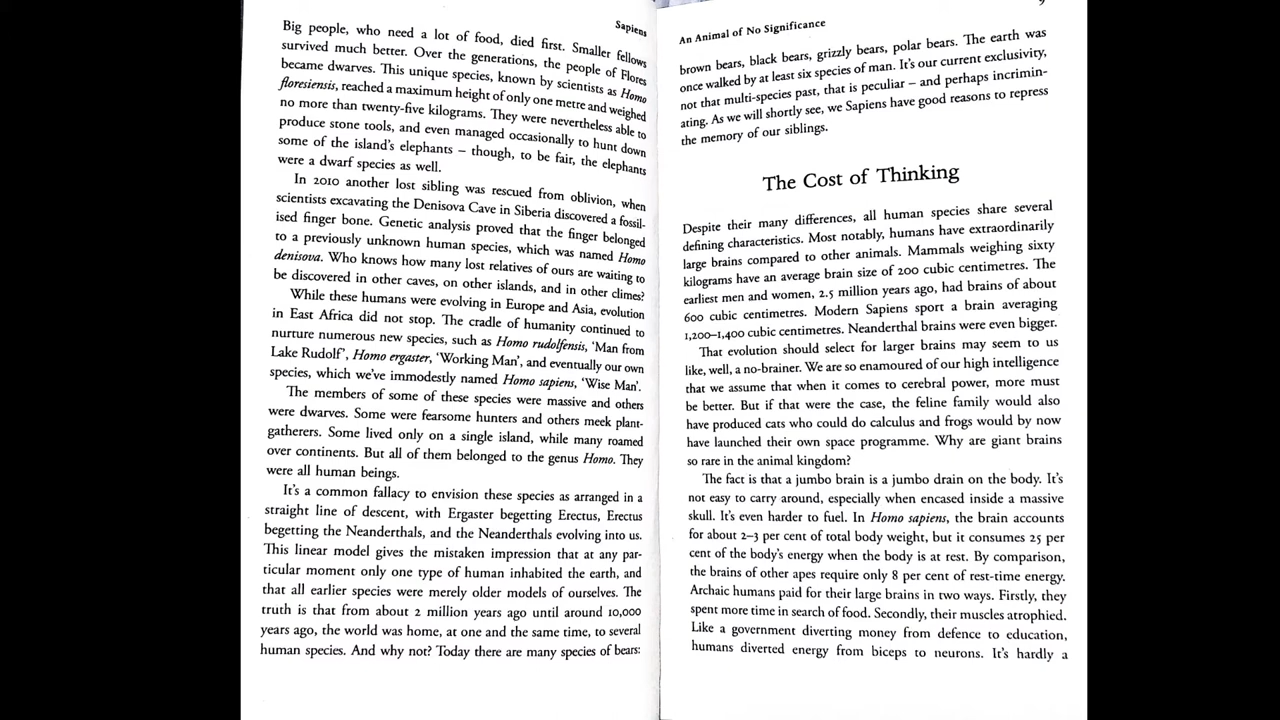 Sapiens
Big people, who need a lot of food, died first. Smaller fellows
survived much better. Over the generations, the people of Flores
became dwarves. This unique species, known by scientists as Homo
floresiensis, reached a maximum height of only one metre and weighed
no more than twenty-five kilograms. They were nevertheless able to
produce stone tools, and even managed occasionally to hunt down
some of the island's elephants – though, to be fair, the elephants
were a dwarf species as well.
In 2010 another lost sibling was rescued from oblivion, when
scientists excavating the Denisova Cave in Siberia discovered a fossil-
ised finger bone. Genetic analysis proved that the finger belonged
to a previously unknown human species, which was named Homo
denisova. Who knows how many lost relatives of ours are waiting to
be discovered in other caves, on other islands, and in other climes?
While these humans were evolving in Europe and Asia, evolution
in East Africa did not stop. The cradle of humanity continued to
nurture numerous new species, such as Homo rudolfensis, 'Man from
Lake Rudolf', Homo ergaster, 'Working Man', and eventually our own
species, which we've immodestly named Homo sapiens, 'Wise Man'.
The members of some of these species were massive and others
were dwarves. Some were fearsome hunters and others meek plant-
gatherers. Some lived only on a single island, while many roamed
over continents. But all of them belonged to the genus Homo. They
were all human beings.
It's a common fallacy to envision these species as arranged in a
straight line of descent, with Ergaster begetting Erectus, Erectus
begetting the Neanderthals, and the Neanderthals evolving into us.
This linear model gives the mistaken impression that at any par-
ticular moment only one type of human inhabited the earth, and
that all earlier species were merely older models of ourselves. The
truth is that from about 2 million years ago until around 10,000
years ago, the world was home, at one and the same time, to several
human species. And why not? Today there are many species of bears:
An Animal of No Significance
brown bears, black bears, grizzly bears, polar bears. The earth was
once walked by at least six species of man. It's our current exclusivity,
not that multi-species past, that is peculiar – and perhaps incrimin-
ating. As we will shortly see, we Sapiens have good reasons to repress
the memory of our siblings.
The Cost of Thinking
Despite their many differences, all human species share several
defining characteristics. Most notably, humans have extraordinarily
large brains compared to other animals. Mammals weighing sixty
kilograms have an average brain size of 200 cubic centimetres. The
earliest men and women, 2.5 million years ago, had brains of about
600 cubic centimetres. Modern Sapiens sport a brain averaging
1,200–1,400 cubic centimetres. Neanderthal brains were even bigger.
That evolution should select for larger brains may seem to us
like, well, a no-brainer. We are so enamoured of our high intelligence
that we assume that when it comes to cerebral power, more must
be better. But if that were the case, the feline family would also
have produced cats who could do calculus and frogs would by now
have launched their own space programme. Why are giant brains
so rare in the animal kingdom?
The fact is that a jumbo brain is a jumbo drain on the body. It's
not easy to carry around, especially when encased inside a massive
skull. It's even harder to fuel. In Homo sapiens, the brain accounts
for about 2–3 per cent of total body weight, but it consumes 25 per
cent of the body's energy when the body is at rest. By comparison,
the brains of other apes require only 8 per cent of rest-time energy.
Archaic humans paid for their large brains in two ways. Firstly, they
spent more time in search of food. Secondly, their muscles atrophied.
Like a government diverting money from defence to education,
humans diverted energy from biceps to neurons. It's hardly a